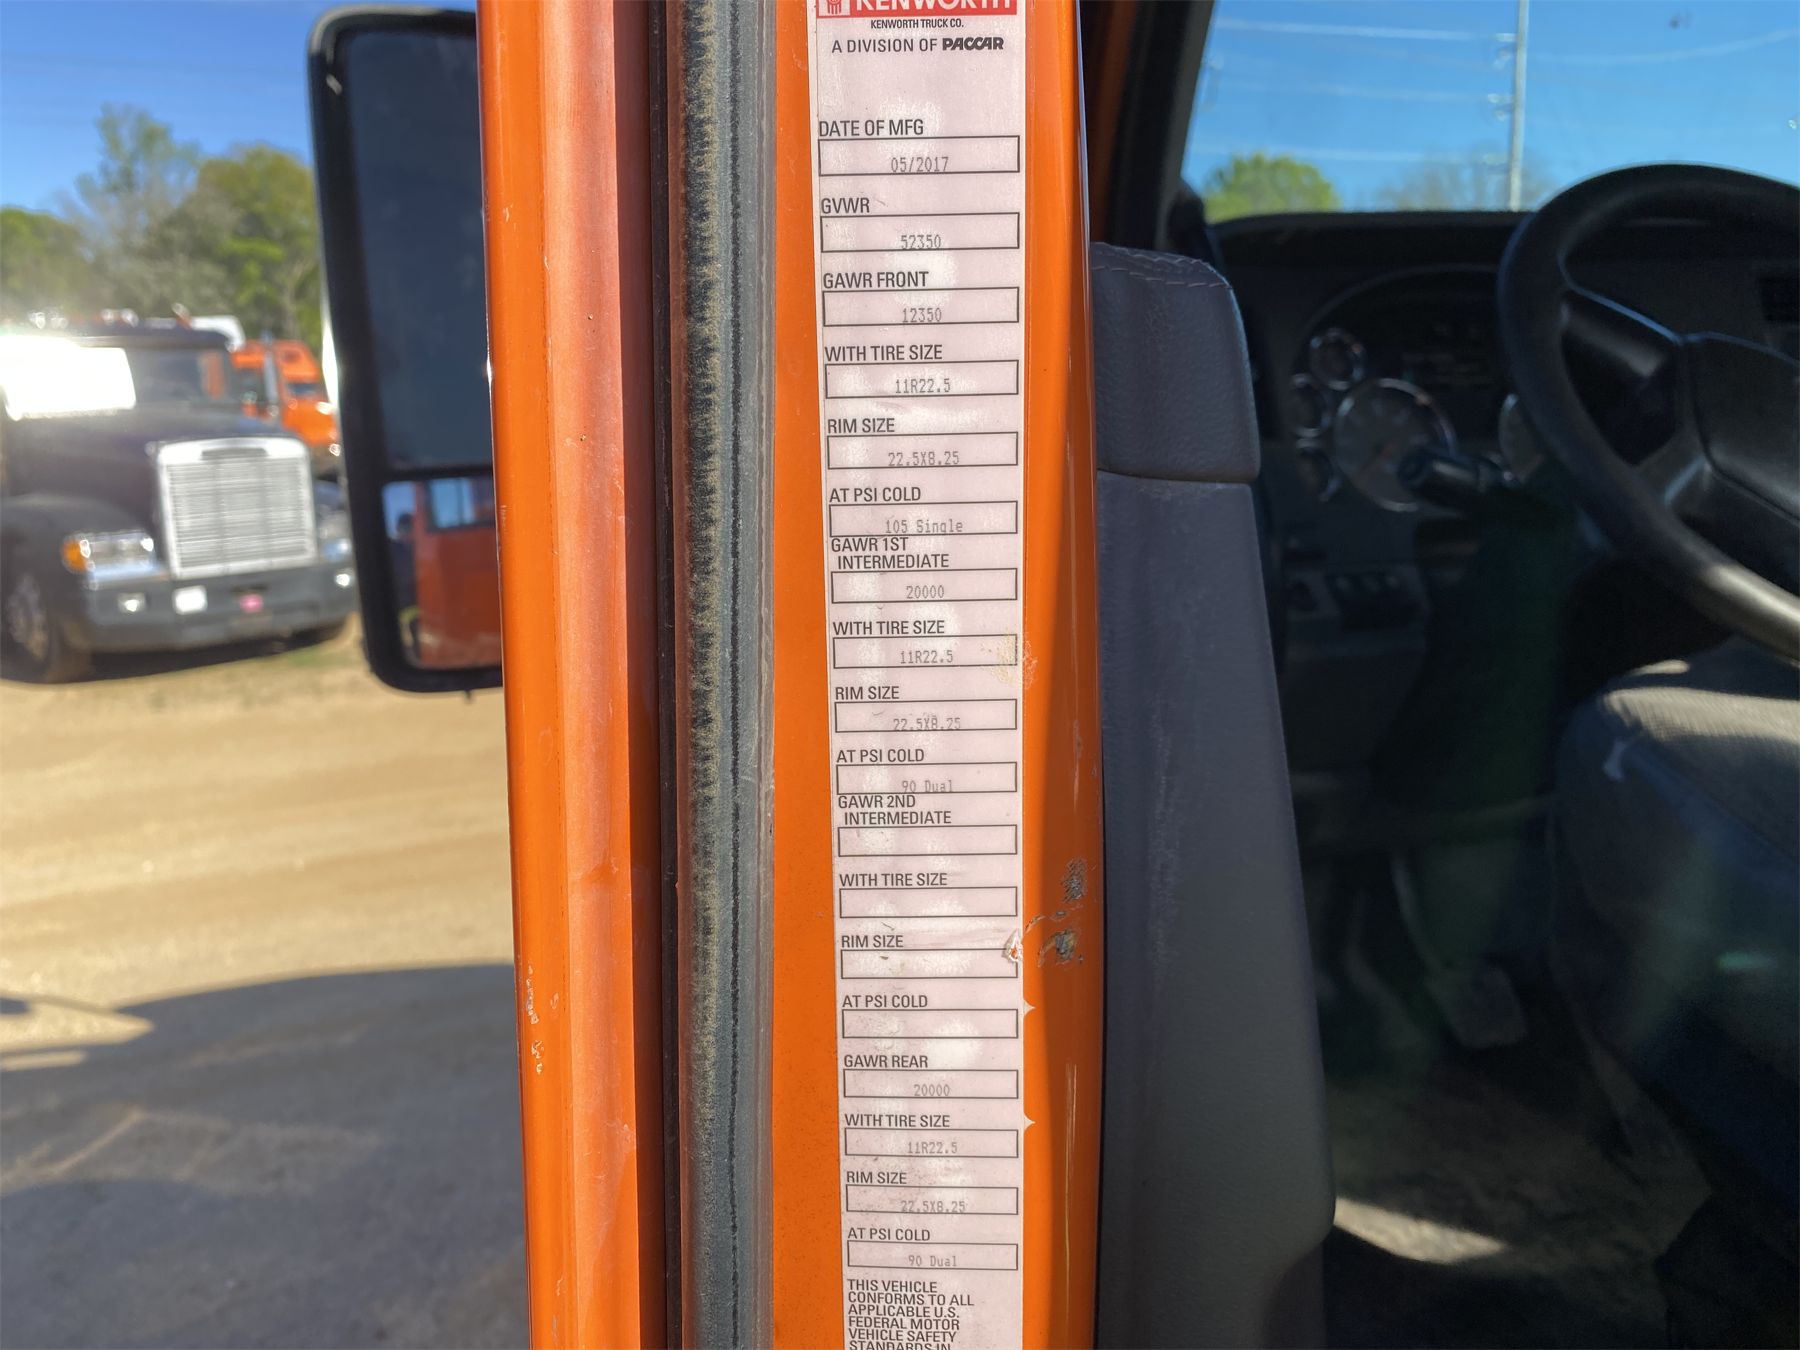 KENWORTH
KENWORTH TRUCK CO.
A DIVISION OF PACCAR
DATE OF MFG
05/2017
GVWR
52350
GAWR FRONT
12350
WITH TIRE SIZE
11R22.5
RIM SIZE
22.5X8.25
AT PSI COLD
105 Single
GAWR 1ST
INTERMEDIATE
20000
WITH TIRE SIZE
11R22.5
RIM SIZE
22.5X8.25
AT PSI COLD
90 Dual
GAWR 2ND
INTERMEDIATE
WITH TIRE SIZE
RIM SIZE
AT PSI COLD
GAWR REAR
20000
WITH TIRE SIZE
11R22.5
RIM SIZE
22.5X8.25
AT PSI COLD
90 Dual
THIS VEHICLE
CONFORMS TO ALL
APPLICABLE U.S.
FEDERAL MOTOR
VEHICLE SAFETY
STANDARDS IN